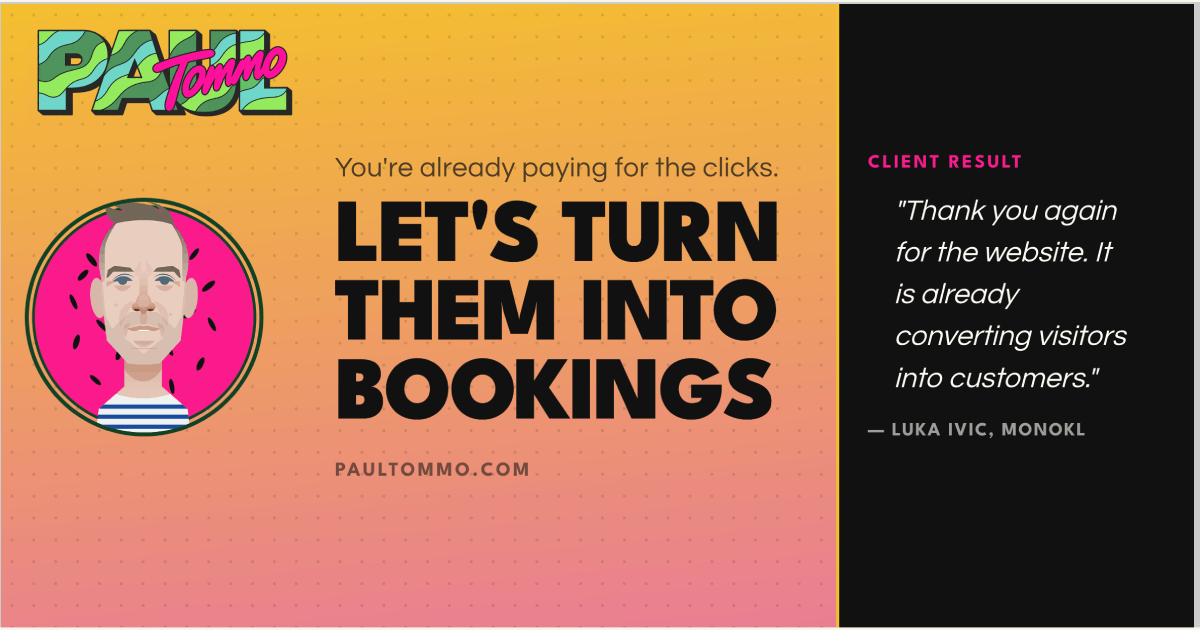 PAUL
Tommo
You're already paying for the clicks.
LET'S TURN
THEM INTO
BOOKINGS
PAULTOMMO.COM
CLIENT RESULT
"Thank you again
for the website. It
is already
converting visitors
into customers."
— LUKA IVIC, MONOKL